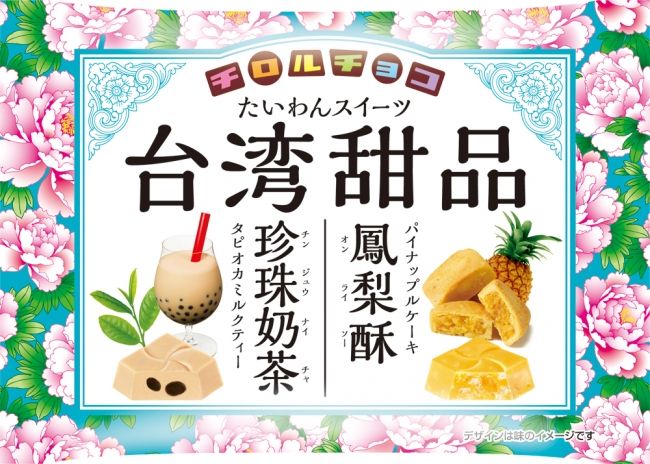 チロルチョコ
たいわんスイーツ
台湾甜品
パイナップルケーキ
鳳梨酥
オン ライ ソー
珍珠奶茶
チン ジュウ ナイ チャ
タピオカミルクティー
デザインは味のイメージです